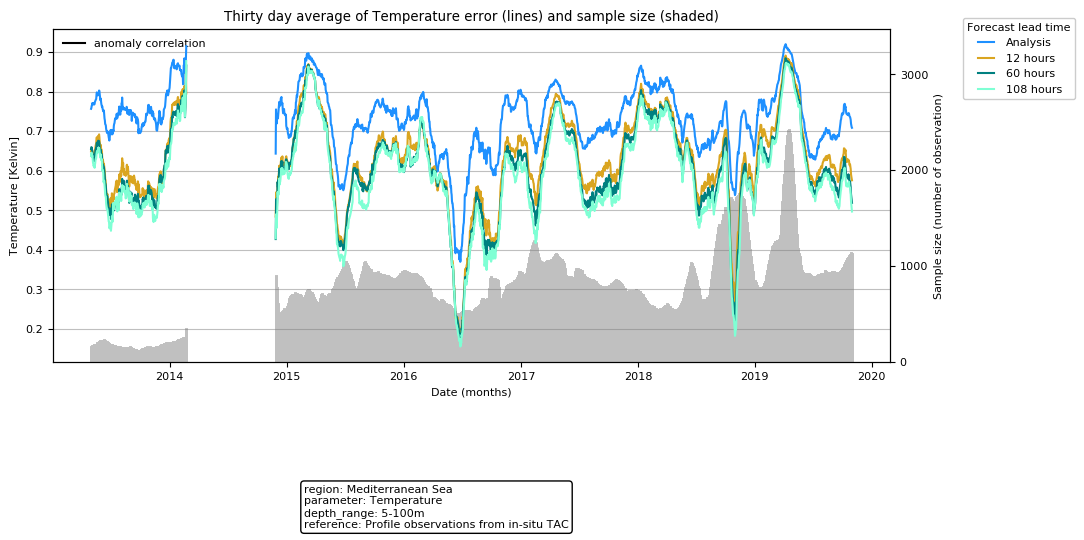 Thirty day average of Temperature error (lines) and sample size (shaded)
Forecast lead time
Analysis
12 hours
60 hours
108 hours
anomaly correlation
0.9
0.8
0.7
0.6
0.5
0.4
0.3
0.2
Temperature [Kelvin]
3000
2000
1000
0
Sample size (number of observation)
2014 2015 2016 2017 2018 2019 2020
Date (months)
region: Mediterranean Sea
parameter: Temperature
depth_range: 5-100m
reference: Profile observations from in-situ TAC